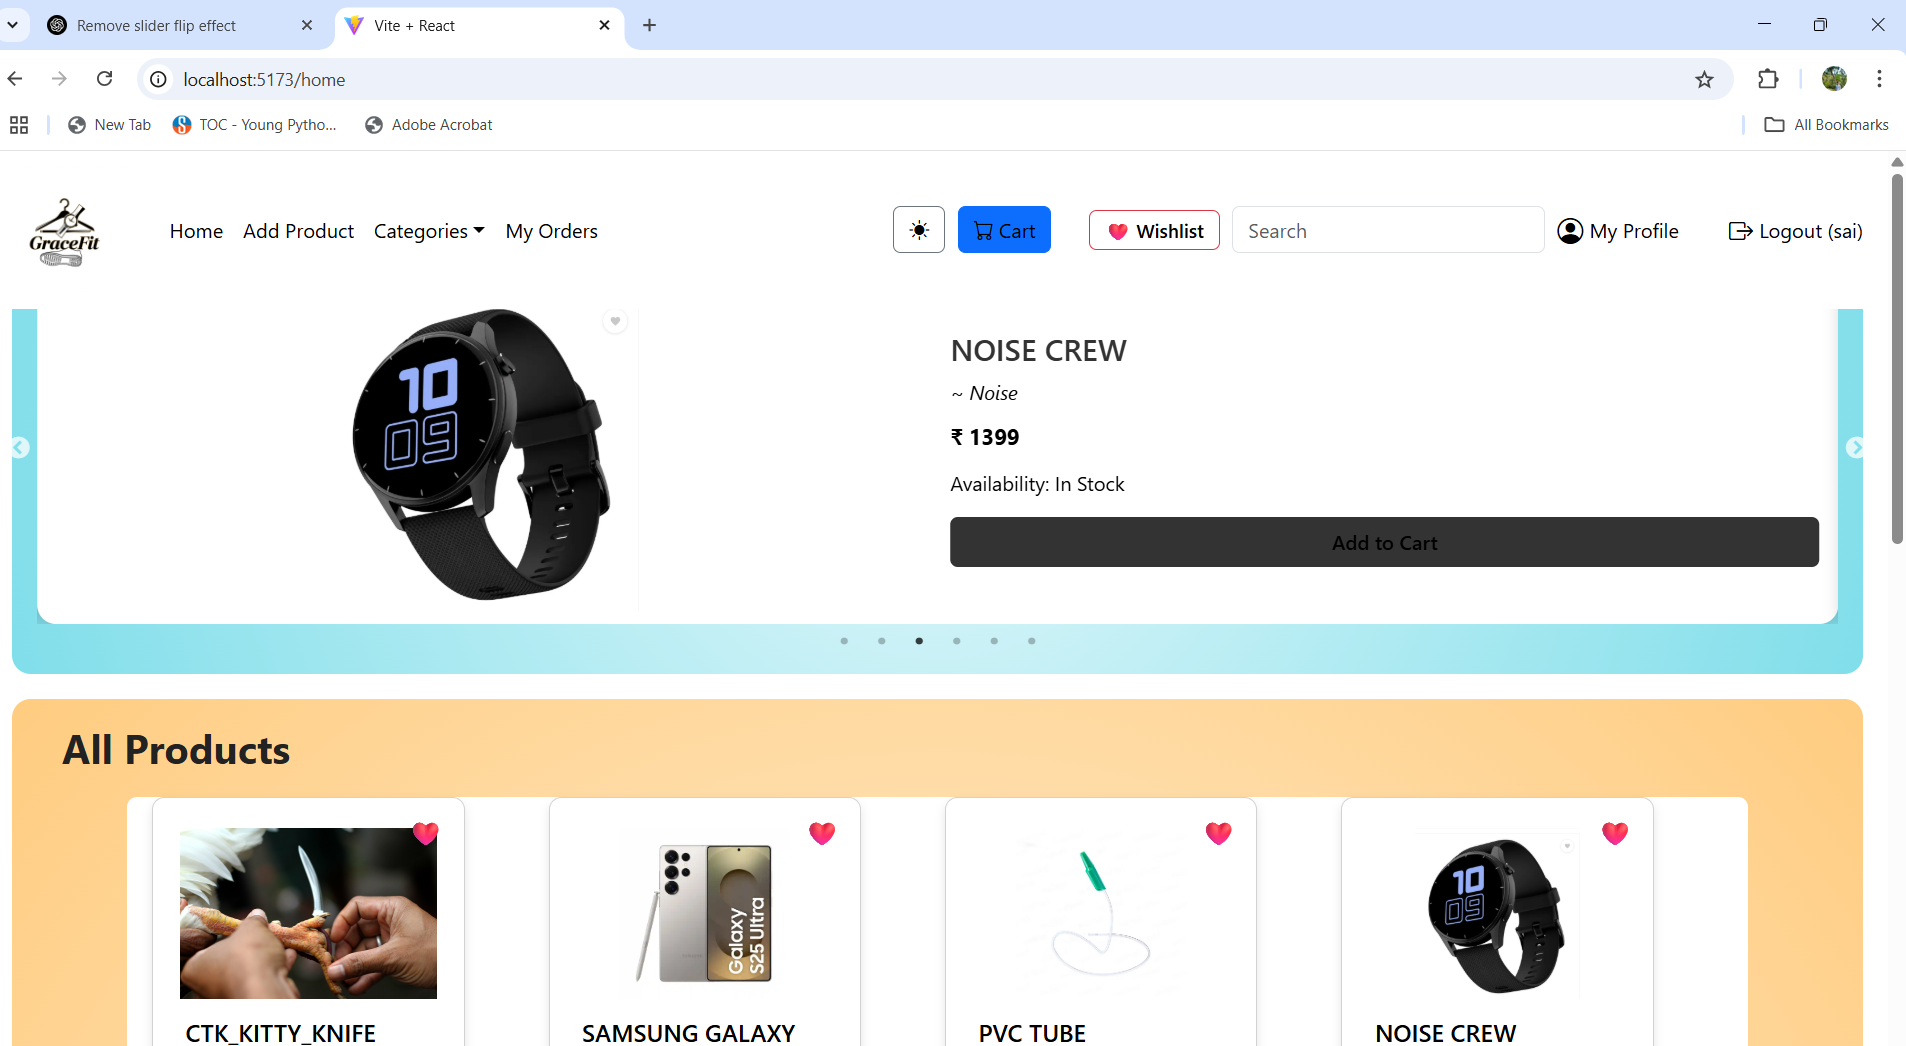 Remove slider flip effect
Vite + React
localhost:5173/home
New Tab
TOC - Young Pytho...
Adobe Acrobat
All Bookmarks
GraceFit
Home
Add Product
Categories
My Orders
Cart
Wishlist
Search
My Profile
Logout (sai)
10
09
NOISE CREW
~ Noise
₹ 1399
Availability: In Stock
Add to Cart
All Products
Galaxy
S25 Ultra
10
09
CTK_KITTY_KNIFE
SAMSUNG GALAXY
PVC TUBE
NOISE CREW